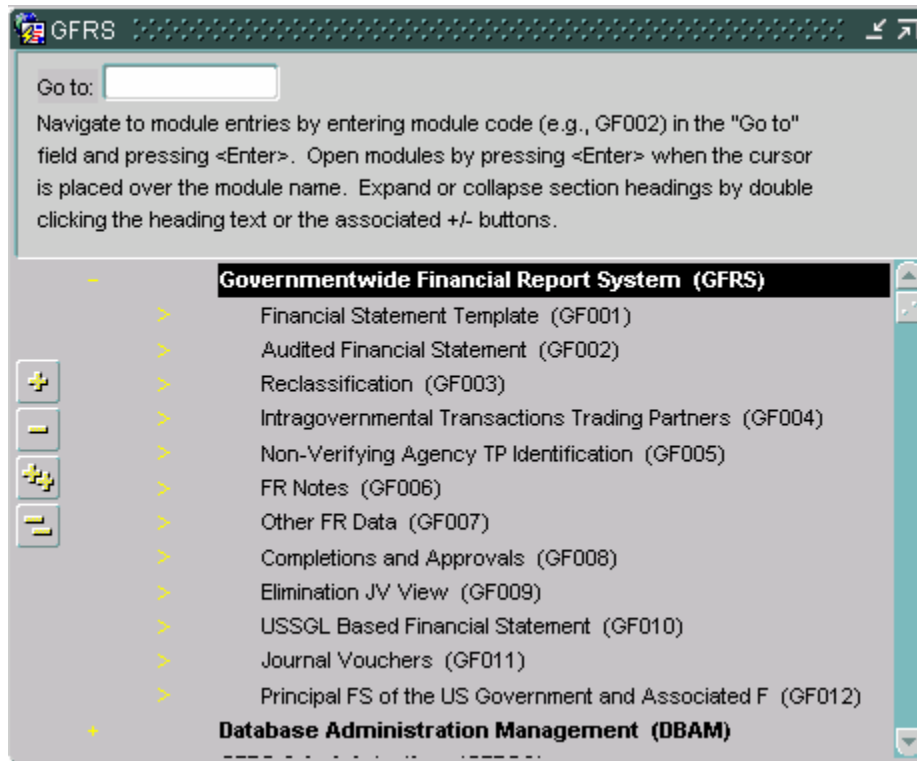 GFRS
Go to:
Navigate to module entries by entering module code (e.g., GF002) in the "Go to"
field and pressing <Enter>. Open modules by pressing <Enter> when the cursor
is placed over the module name. Expand or collapse section headings by double
clicking the heading text or the associated +/- buttons.
- Governmentwide Financial Report System (GFRS)
> Financial Statement Template (GF001)
> Audited Financial Statement (GF002)
> Reclassification (GF003)
> Intragovernmental Transactions Trading Partners (GF004)
> Non-Verifying Agency TP Identification (GF005)
> FR Notes (GF006)
> Other FR Data (GF007)
> Completions and Approvals (GF008)
> Elimination JV View (GF009)
> USSGL Based Financial Statement (GF010)
> Journal Vouchers (GF011)
> Principal FS of the US Government and Associated F (GF012)
+ Database Administration Management (DBAM)